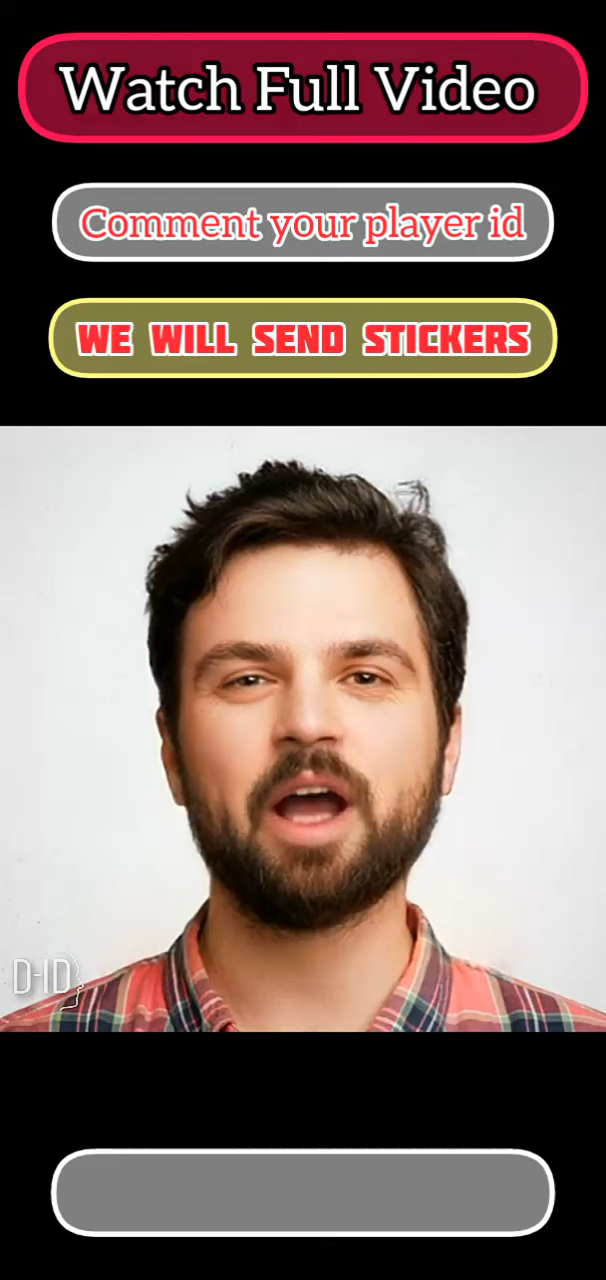 Watch Full Video
Comment your player id
WE WILL SEND STICKERS
D-ID